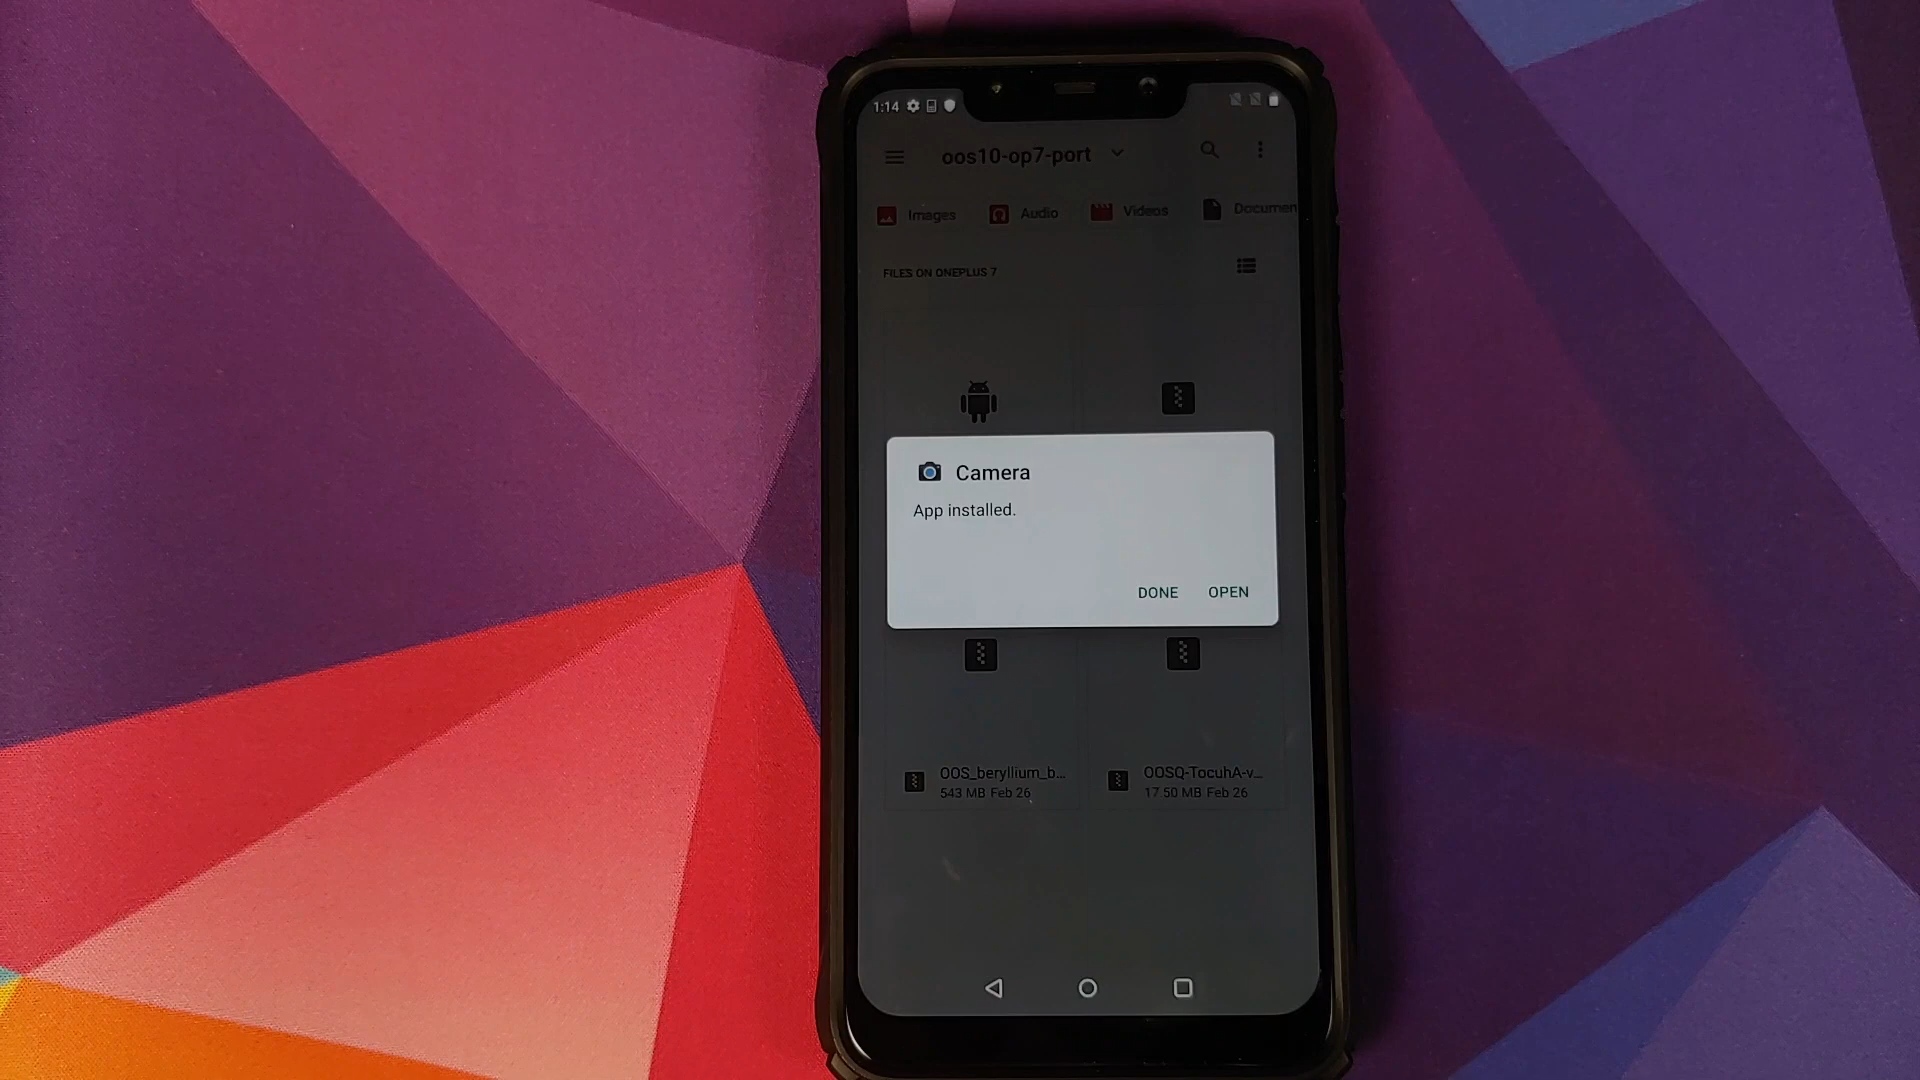 1:14
oos10-op7-port
Images Audio Videos Documen
FILES ON ONEPLUS 7
Camera
App installed.
DONE OPEN
OOS_beryllium_b... OOSQ-TocuhA-v...
543 MB Feb 26 17.50 MB Feb 26